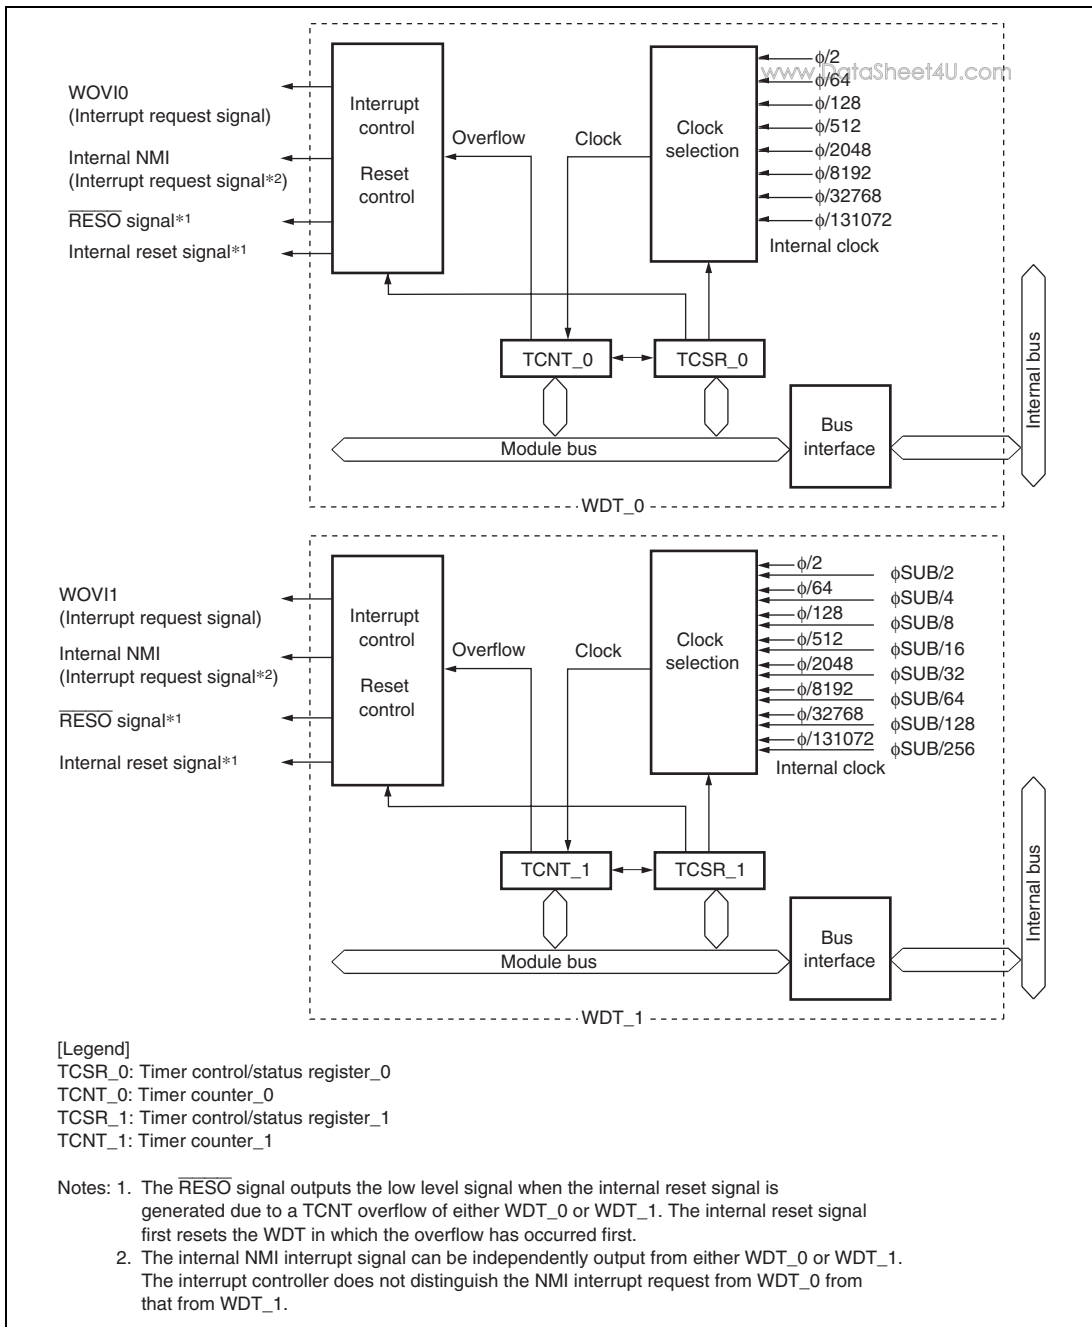 www.DataSheet4U.com
WOVI0
(Interrupt request signal)
Internal NMI
(Interrupt request signal*2)
RESO signal*1
Internal reset signal*1
Interrupt
control
Reset
control
Overflow
Clock
Clock
selection
ϕ/2
ϕ/64
ϕ/128
ϕ/512
ϕ/2048
ϕ/8192
ϕ/32768
ϕ/131072
Internal clock
TCNT_0
TCSR_0
Module bus
Bus
interface
Internal bus
WDT_0
WOVI1
(Interrupt request signal)
Internal NMI
(Interrupt request signal*2)
RESO signal*1
Internal reset signal*1
Interrupt
control
Reset
control
Overflow
Clock
Clock
selection
ϕ/2
ϕSUB/2
ϕ/64
ϕSUB/4
ϕ/128
ϕSUB/8
ϕ/512
ϕSUB/16
ϕ/2048
ϕSUB/32
ϕ/8192
ϕSUB/64
ϕ/32768
ϕSUB/128
ϕ/131072
ϕSUB/256
Internal clock
TCNT_1
TCSR_1
Module bus
Bus
interface
Internal bus
WDT_1
[Legend]
TCSR_0: Timer control/status register_0
TCNT_0: Timer counter_0
TCSR_1: Timer control/status register_1
TCNT_1: Timer counter_1
Notes: 1. The RESO signal outputs the low level signal when the internal reset signal is
generated due to a TCNT overflow of either WDT_0 or WDT_1. The internal reset signal
first resets the WDT in which the overflow has occurred first.
2. The internal NMI interrupt signal can be independently output from either WDT_0 or WDT_1.
The interrupt controller does not distinguish the NMI interrupt request from WDT_0 from
that from WDT_1.